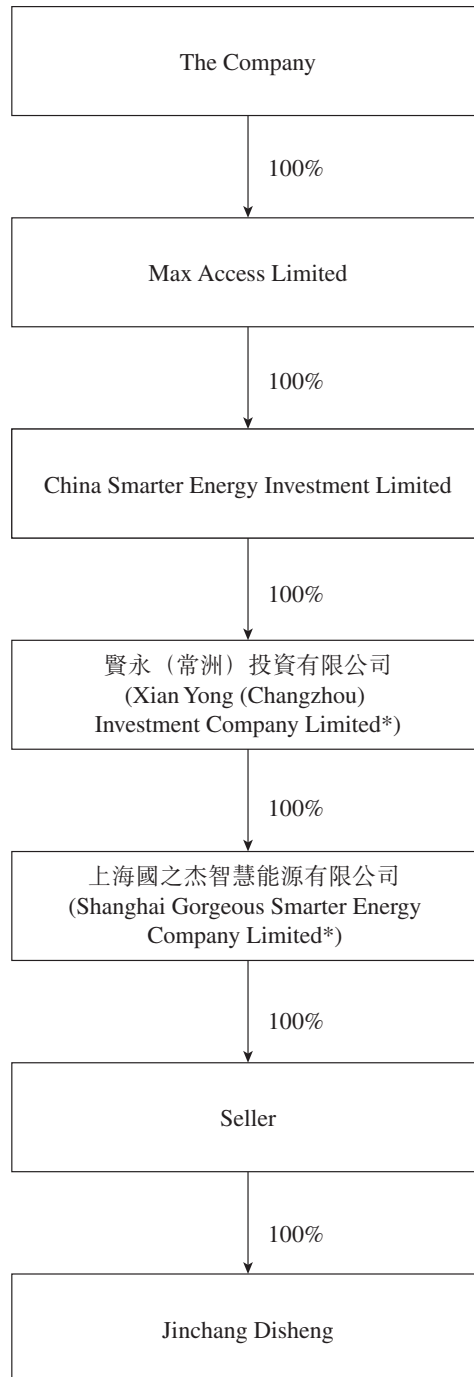 The Company
100%
Max Access Limited
100%
China Smarter Energy Investment Limited
100%
賢永（常洲）投資有限公司
(Xian Yong (Changzhou)
Investment Company Limited*)
100%
上海國之杰智慧能源有限公司
(Shanghai Gorgeous Smarter Energy
Company Limited*)
100%
Seller
100%
Jinchang Disheng